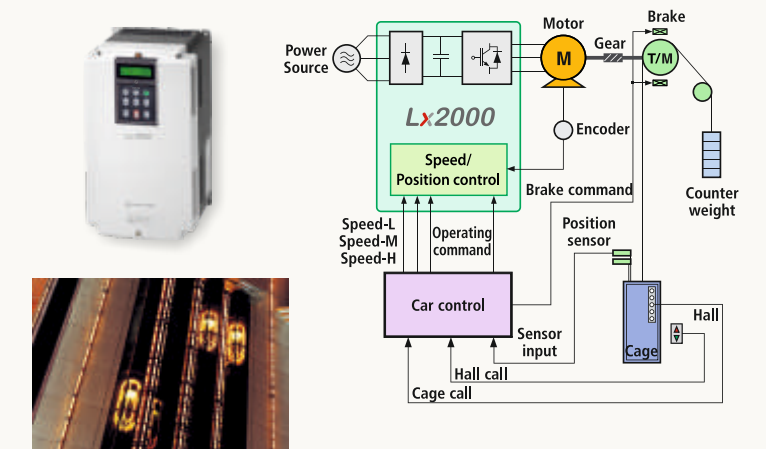 Power
Source
Motor
M
Gear
Brake
T/M
Lx2000
Encoder
Speed/
Position control
Brake command
Counter
weight
Speed-L
Speed-M
Speed-H
Operating
command
Position
sensor
Car control
Sensor
input
Cage
Hall
Hall call
Cage call